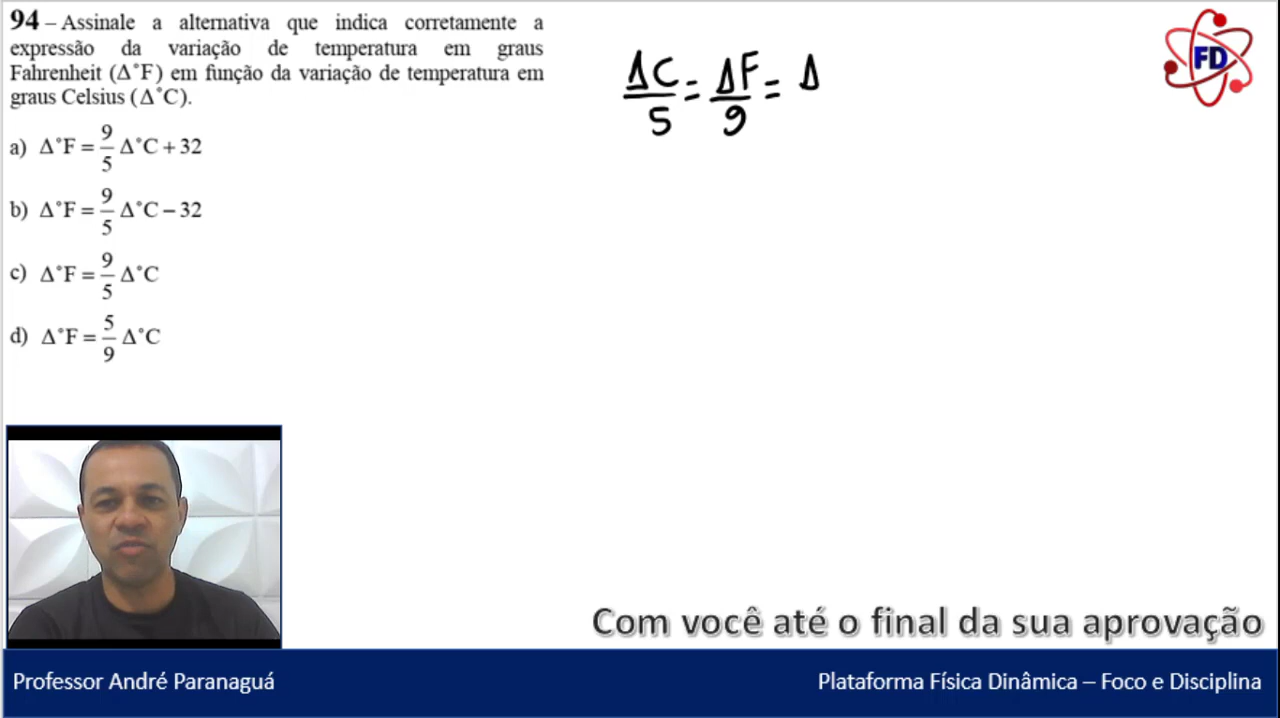 94 – Assinale a alternativa que indica corretamente a
expressão da variação de temperatura em graus
Fahrenheit (Δ°F) em função da variação de temperatura em
graus Celsius (Δ°C).
a) Δ°F = 9/5 Δ°C + 32
b) Δ°F = 9/5 Δ°C – 32
c) Δ°F = 9/5 Δ°C
d) Δ°F = 5/9 Δ°C
ΔC/5 = ΔF/9 = Δ
FD
Com você até o final da sua aprovação
Professor André Paranaguá
Plataforma Física Dinâmica – Foco e Disciplina